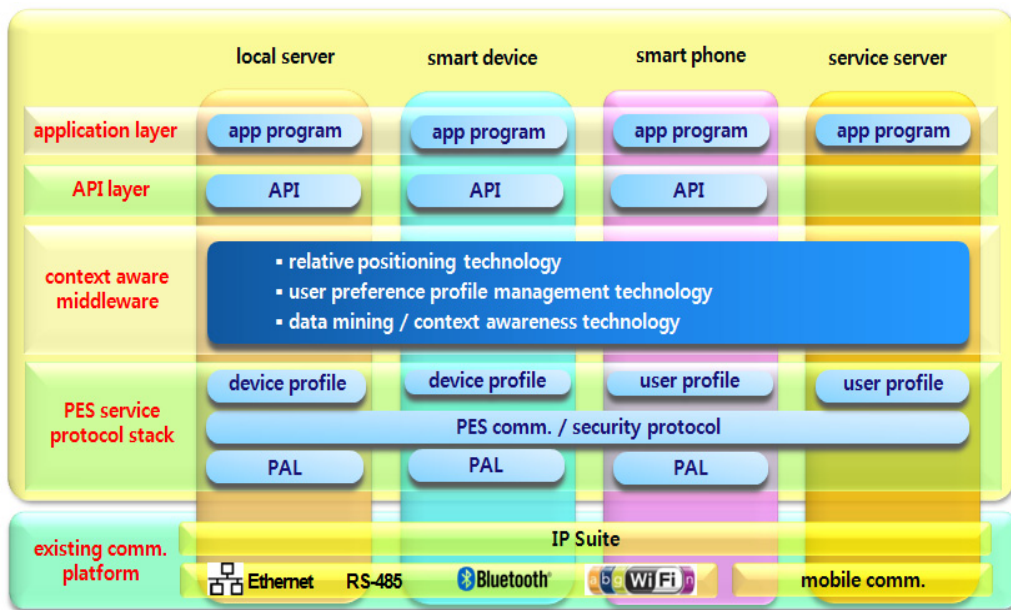 local server smart device smart phone service server
application layer app program app program app program app program
API layer API API API
context aware
middleware
▪ relative positioning technology
▪ user preference profile management technology
▪ data mining / context awareness technology
PES service
protocol stack
device profile device profile user profile user profile
PES comm. / security protocol
PAL PAL PAL
existing comm.
platform
IP Suite
Ethernet RS-485 Bluetooth® a b g WiFi n mobile comm.